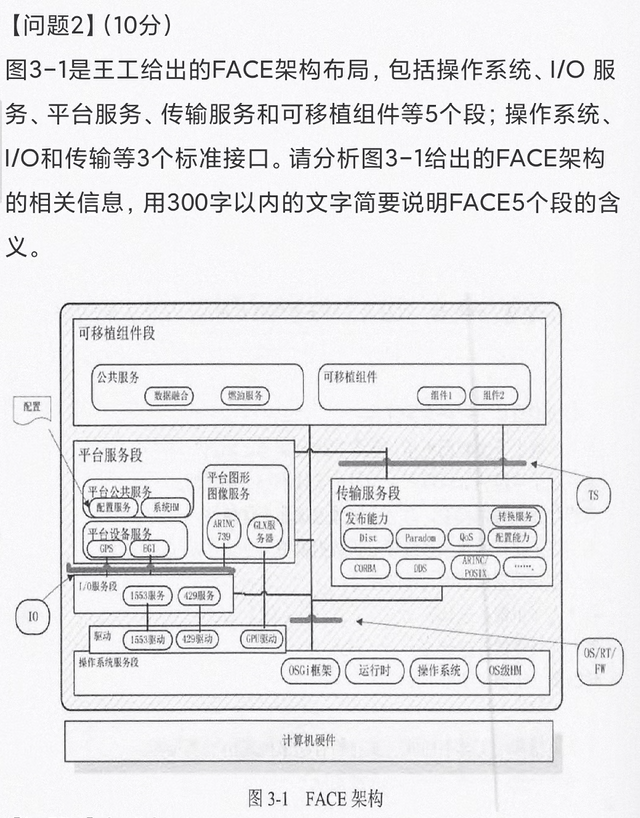 【问题2】(10分)
图3-1是王工给出的FACE架构布局，包括操作系统、I/O 服
务、平台服务、传输服务和可移植组件等5个段；操作系统、
I/O和传输等3个标准接口。请分析图3-1给出的FACE架构
的相关信息，用300字以内的文字简要说明FACE5个段的含
义。
可移植组件段
公共服务
数据融合
燃油服务
可移植组件
组件1
组件2
配置
平台服务段
平台公共服务
配置服务
系统HM
平台设备服务
GPS
EGI
平台图形
图像服务
ARINC
739
GLX服
务器
TS
传输服务段
发布能力
转换服务
Dist
Paradom
QoS
配置能力
CORBA
DDS
ARINC/
POSIX
……
IO
I/O服务段
1553服务
429服务
驱动
1553驱动
429驱动
GPU驱动
OS/RT/
FW
操作系统服务段
OSGi框架
运行时
操作系统
OS级HM
计算机硬件
图 3-1 FACE 架构